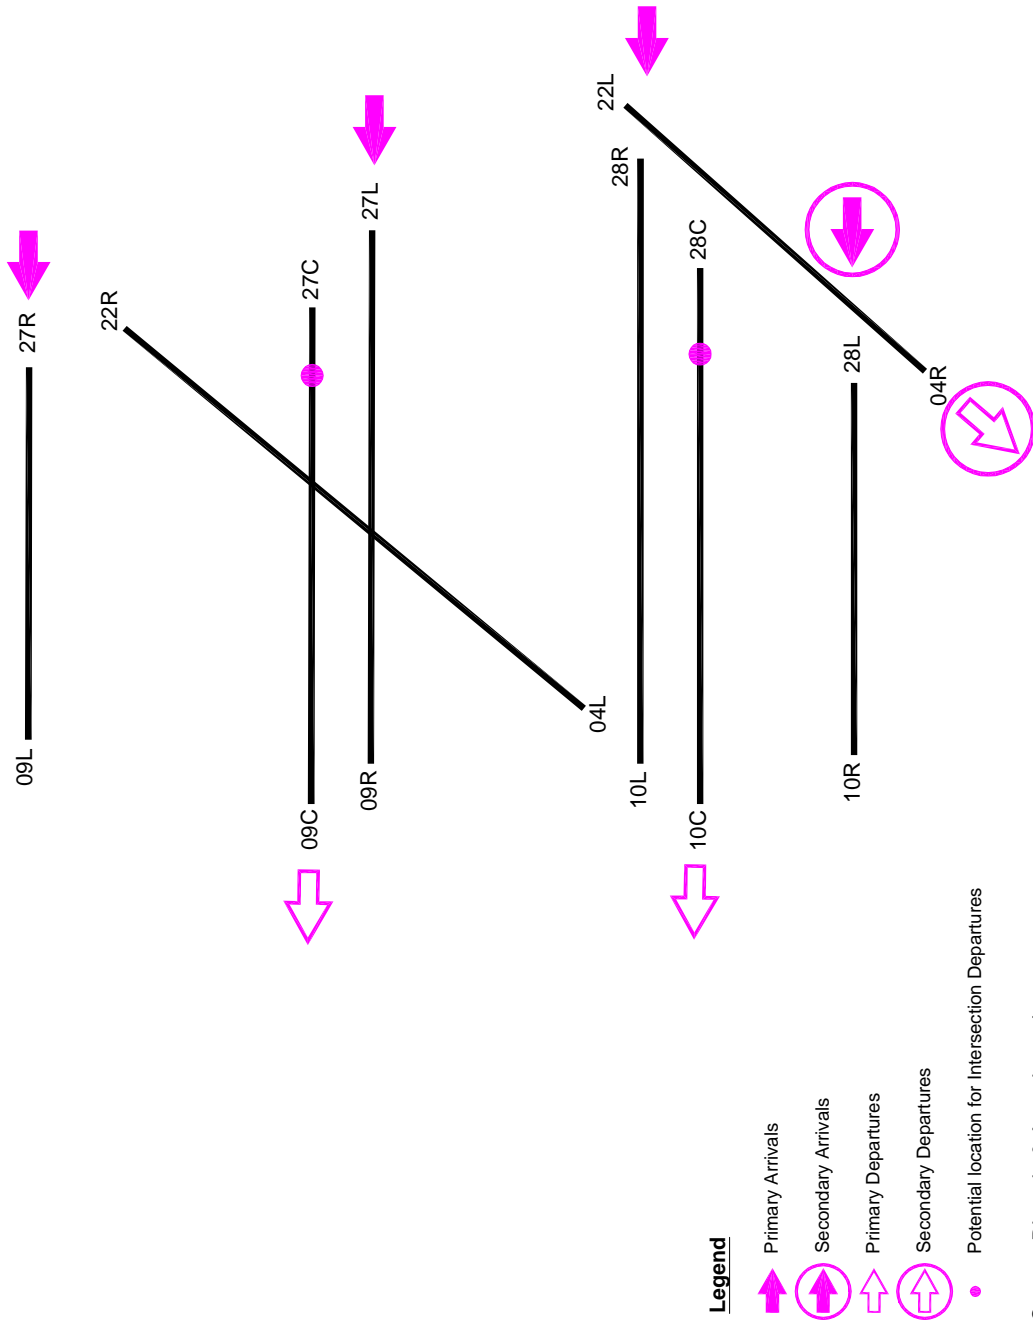 27R
09L
22R
04L
27C
09C
27L
09R
22L
04R
28R
10L
28C
10C
28L
10R
Legend
Primary Arrivals
Secondary Arrivals
Primary Departures
Secondary Departures
Potential location for Intersection Departures